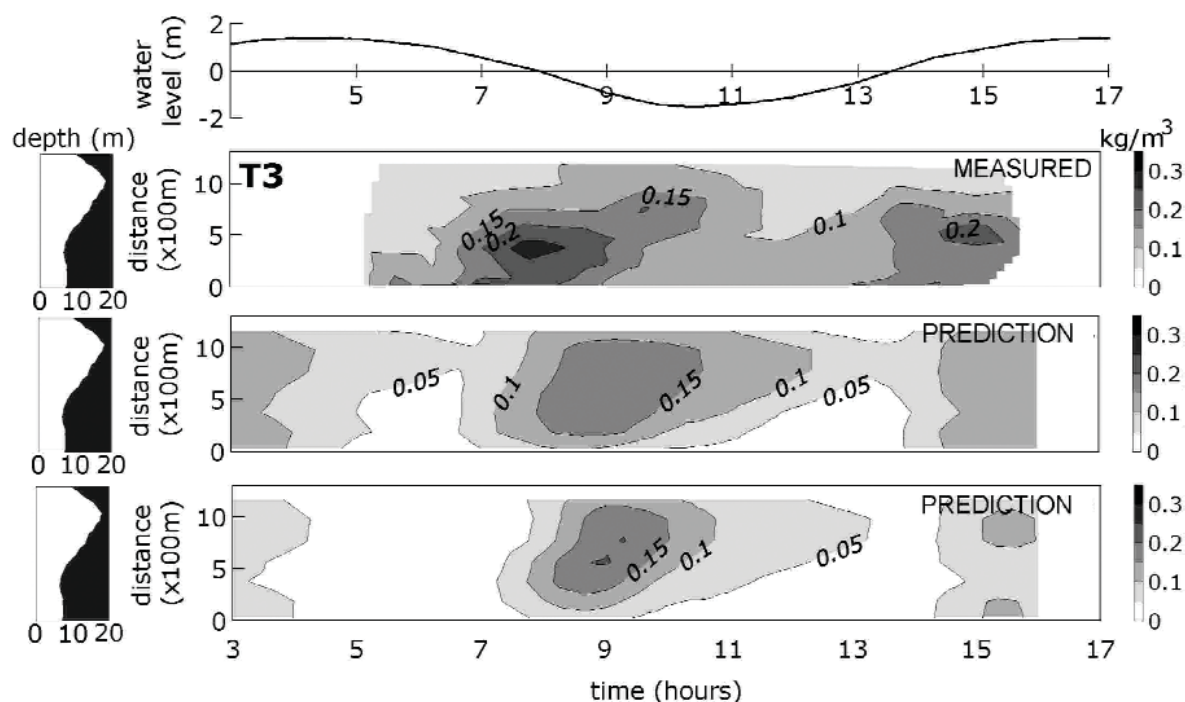 2
0
-2
water
level (m)
5 7 9 11 13 15 17
depth (m)
kg/m³
T3
MEASURED
distance
(x100m)
10
5
0
0.15
0.2
0.15
0.1
0.2
0.3
0.2
0.1
0
0 10 20
PREDICTION
distance
(x100m)
10
5
0
0.05
0.1
0.15
0.1
0.05
0.3
0.2
0.1
0
0 10 20
PREDICTION
distance
(x100m)
10
5
0
0.15
0.1
0.05
0.3
0.2
0.1
0
0 10 20
3 5 7 9 11 13 15 17
time (hours)